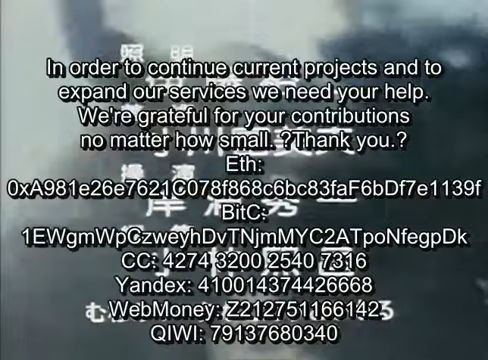 照 明
In order to continue current projects and to
expand our services we need your help.
We're grateful for your contributions
no matter how small. ?Thank you.?
Eth:
0xA981e26e7621C078f868c6bc83faF6bDf7e1139f
BitC:
1EWgmWpCzweyhDvTNjmMYC2ATpoNfegpDk
CC: 4274 3200 2540 7316
Yandex: 410014374426668
WebMoney: Z212751166142
QIWI: 79137680340